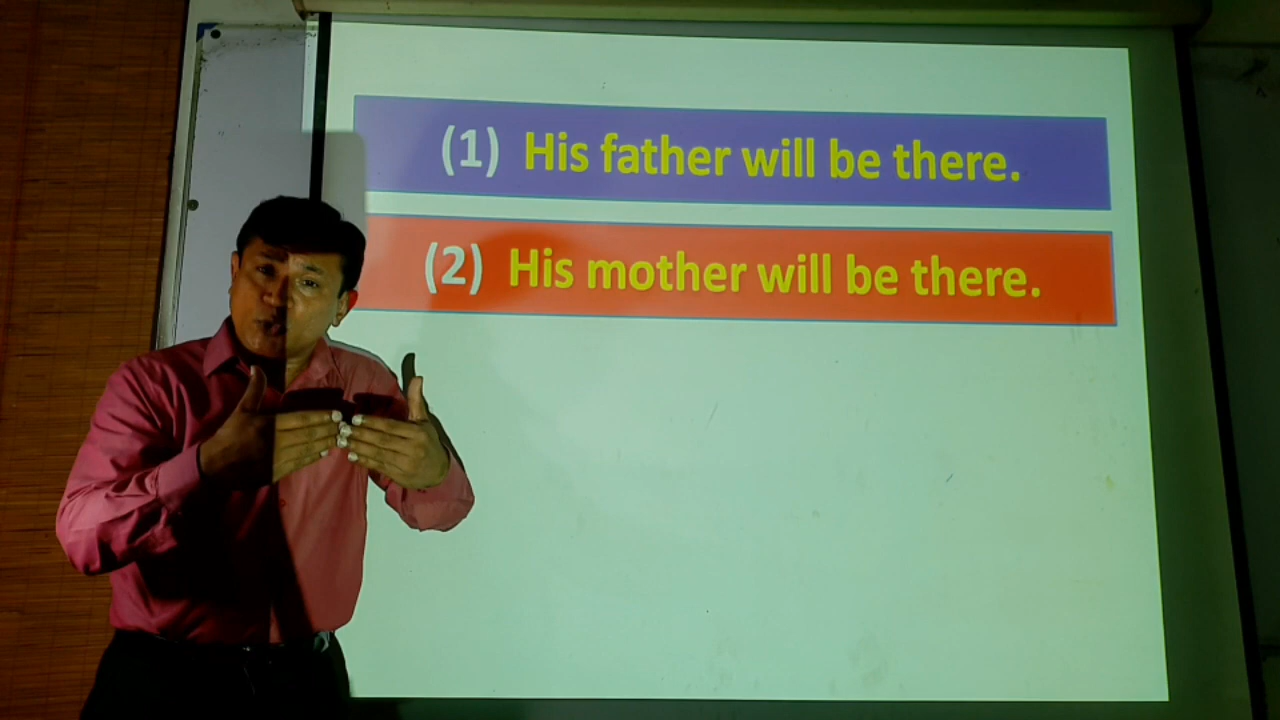 (1) His father will be there.
(2) His mother will be there.